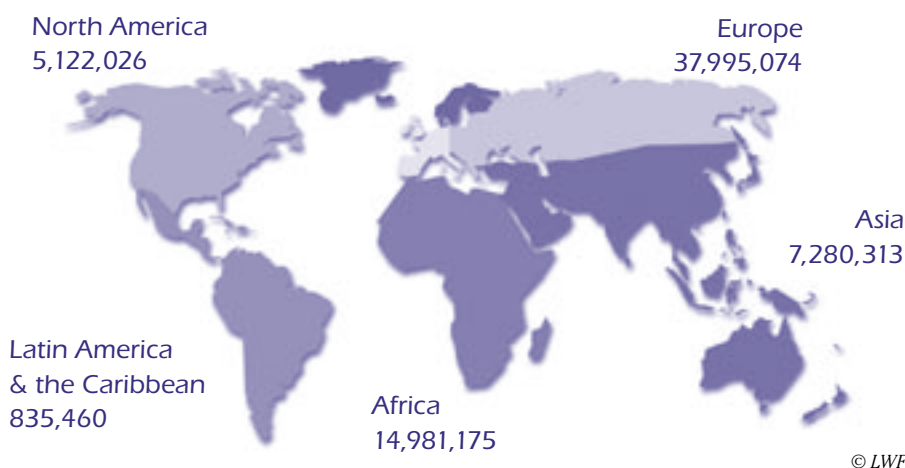 North America
5,122,026
Europe
37,995,074
Asia
7,280,313
Latin America
& the Caribbean
835,460
Africa
14,981,175
© LWF